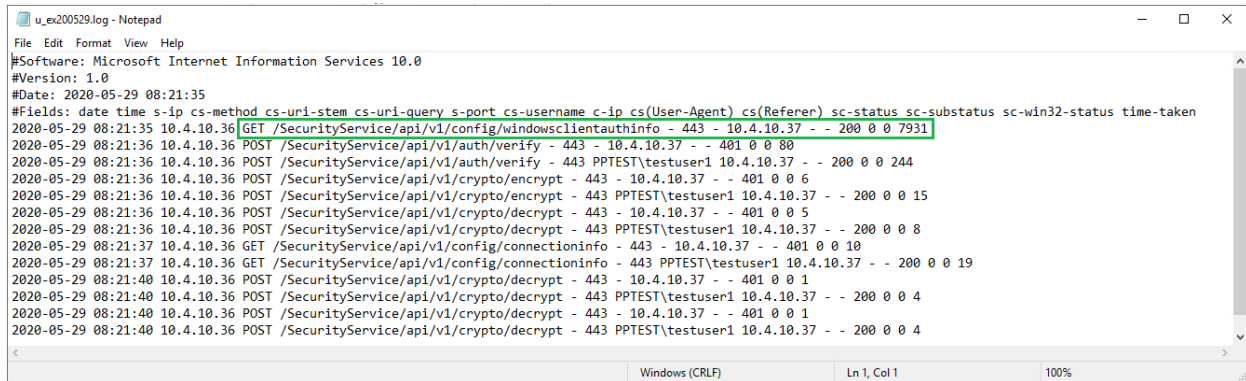 u_ex200529.log - Notepad
File Edit Format View Help
#Software: Microsoft Internet Information Services 10.0
#Version: 1.0
#Date: 2020-05-29 08:21:35
#Fields: date time s-ip cs-method cs-uri-stem cs-uri-query s-port cs-username c-ip cs(User-Agent) cs(Referer) sc-status sc-substatus sc-win32-status time-taken
2020-05-29 08:21:35 10.4.10.36 GET /SecurityService/api/v1/config/windowsclientauthinfo - 443 - 10.4.10.37 - - 200 0 0 7931
2020-05-29 08:21:36 10.4.10.36 POST /SecurityService/api/v1/auth/verify - 443 - 10.4.10.37 - - 401 0 0 80
2020-05-29 08:21:36 10.4.10.36 POST /SecurityService/api/v1/auth/verify - 443 PPTEST\testuser1 10.4.10.37 - - 200 0 0 244
2020-05-29 08:21:36 10.4.10.36 POST /SecurityService/api/v1/crypto/encrypt - 443 - 10.4.10.37 - - 401 0 0 6
2020-05-29 08:21:36 10.4.10.36 POST /SecurityService/api/v1/crypto/encrypt - 443 PPTEST\testuser1 10.4.10.37 - - 200 0 0 15
2020-05-29 08:21:36 10.4.10.36 POST /SecurityService/api/v1/crypto/decrypt - 443 - 10.4.10.37 - - 401 0 0 5
2020-05-29 08:21:36 10.4.10.36 POST /SecurityService/api/v1/crypto/decrypt - 443 PPTEST\testuser1 10.4.10.37 - - 200 0 0 8
2020-05-29 08:21:37 10.4.10.36 GET /SecurityService/api/v1/config/connectioninfo - 443 - 10.4.10.37 - - 401 0 0 10
2020-05-29 08:21:37 10.4.10.36 GET /SecurityService/api/v1/config/connectioninfo - 443 PPTEST\testuser1 10.4.10.37 - - 200 0 0 19
2020-05-29 08:21:40 10.4.10.36 POST /SecurityService/api/v1/crypto/decrypt - 443 - 10.4.10.37 - - 401 0 0 1
2020-05-29 08:21:40 10.4.10.36 POST /SecurityService/api/v1/crypto/decrypt - 443 PPTEST\testuser1 10.4.10.37 - - 200 0 0 4
2020-05-29 08:21:40 10.4.10.36 POST /SecurityService/api/v1/crypto/decrypt - 443 - 10.4.10.37 - - 401 0 0 1
2020-05-29 08:21:40 10.4.10.36 POST /SecurityService/api/v1/crypto/decrypt - 443 PPTEST\testuser1 10.4.10.37 - - 200 0 0 4
Windows (CRLF) Ln 1, Col 1 100%